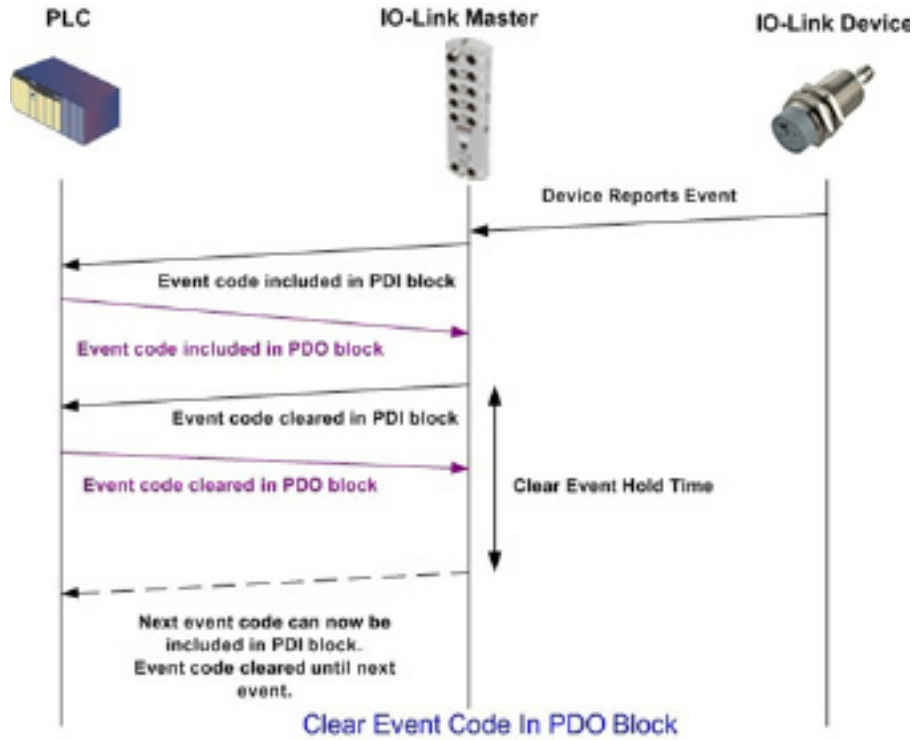 PLC
IO-Link Master
IO-Link Device
Device Reports Event
Event code included in PDI block
Event code included in PDO block
Event code cleared in PDI block
Event code cleared in PDO block
Clear Event Hold Time
Next event code can now be
included in PDI block.
Event code cleared until next
event.
Clear Event Code In PDO Block